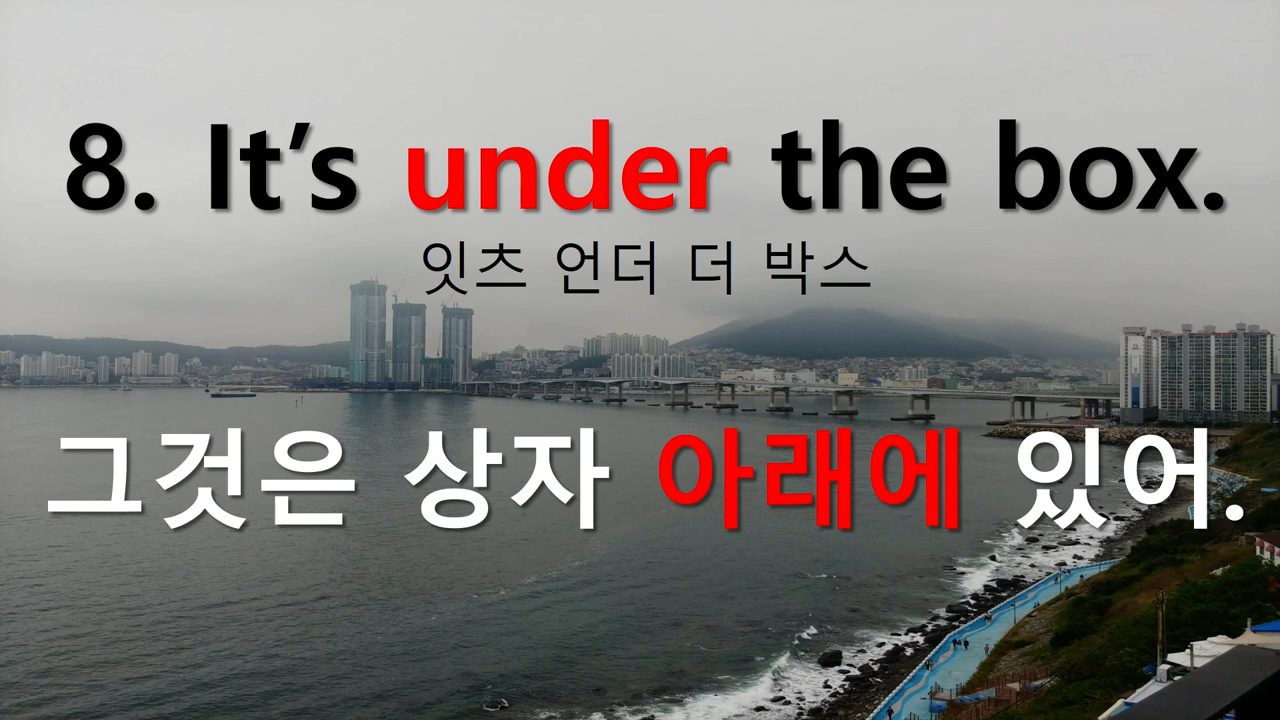 8. It’s under the box.
잇츠 언더 더 박스
그것은 상자 아래에 있어.